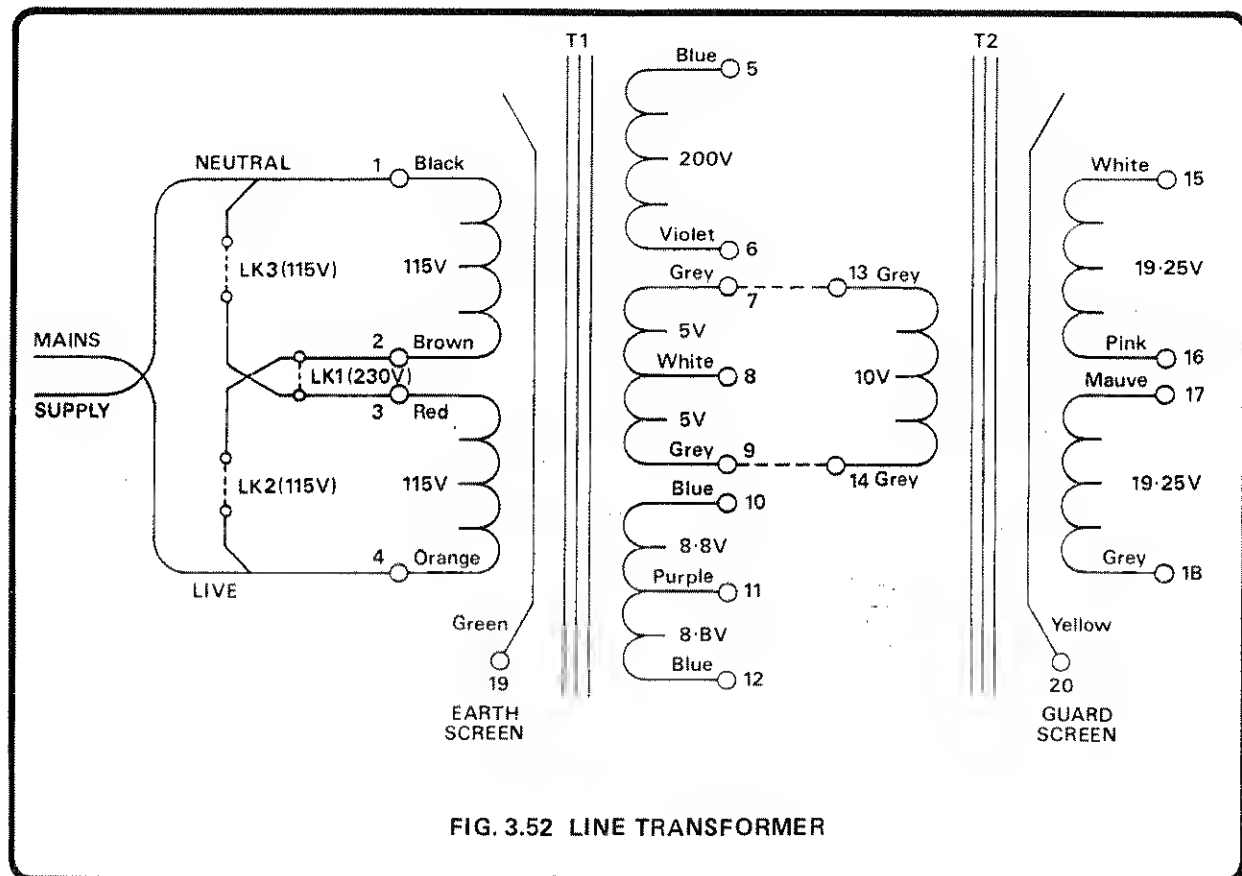 T1
T2
Blue 5
200V
Violet 6
NEUTRAL
1 Black
LK3 (115V)
115V
2 Brown
LK1 (230V)
3 Red
MAINS
SUPPLY
LK2 (115V)
115V
4 Orange
LIVE
Green
19
EARTH
SCREEN
Grey
7
5V
White 8
5V
Grey 9
Blue 10
8·8V
Purple 11
8·BV
Blue 12
13 Grey
10V
14 Grey
White 15
19·25V
Pink 16
Mauve 17
19·25V
Grey 1B
Yellow
20
GUARD
SCREEN
FIG. 3.52 LINE TRANSFORMER